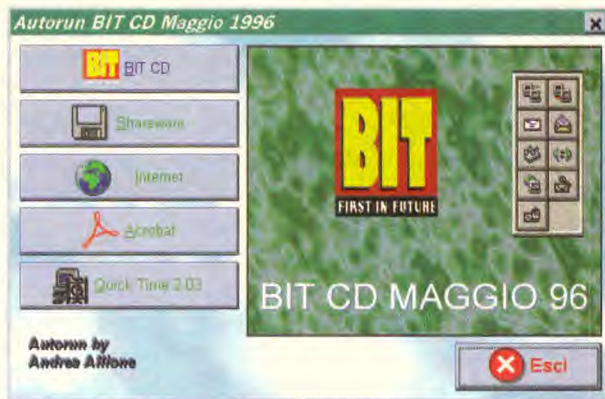 Autorun BIT CD Maggio 1996
BIT BIT CD
Shareware
Internet
Acrobat
Quick Time 2.03
BIT
FIRST IN FUTURE
BIT CD MAGGIO 96
Autorun by
Andrea Allione
Esci